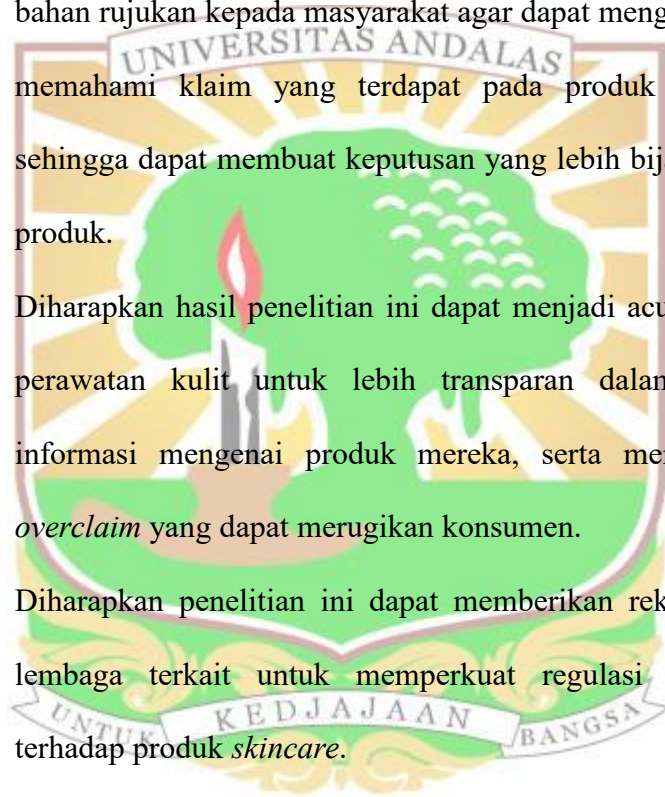 bahan rujukan kepada masyarakat agar dapat meng
UNIVERSITAS ANDALAS
memahami klaim yang terdapat pada produk
sehingga dapat membuat keputusan yang lebih bija
produk.
Diharapkan hasil penelitian ini dapat menjadi acu
perawatan kulit untuk lebih transparan dalam
informasi mengenai produk mereka, serta me
overclaim yang dapat merugikan konsumen.
Diharapkan penelitian ini dapat memberikan rek
lembaga terkait untuk memperkuat regulasi
UNTUK KEDJAJAAN BANGSA
terhadap produk skincare.